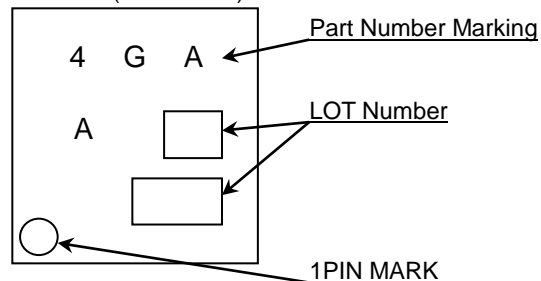 4 G A
Part Number Marking
A
LOT Number
1PIN MARK